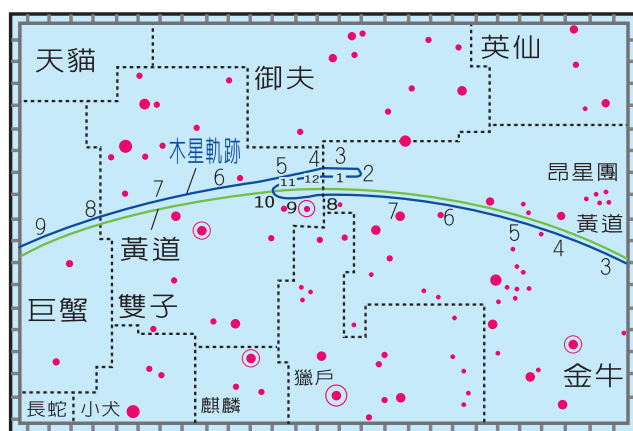 天貓
御夫
英仙
木星軌跡
5 4 3
6
7
8
9
11 12 1 2
10 9 8
7
6
5
4
3
昂星團
黃道
黃道
雙子
巨蟹
金牛
獵戶
長蛇
小犬
麒麟